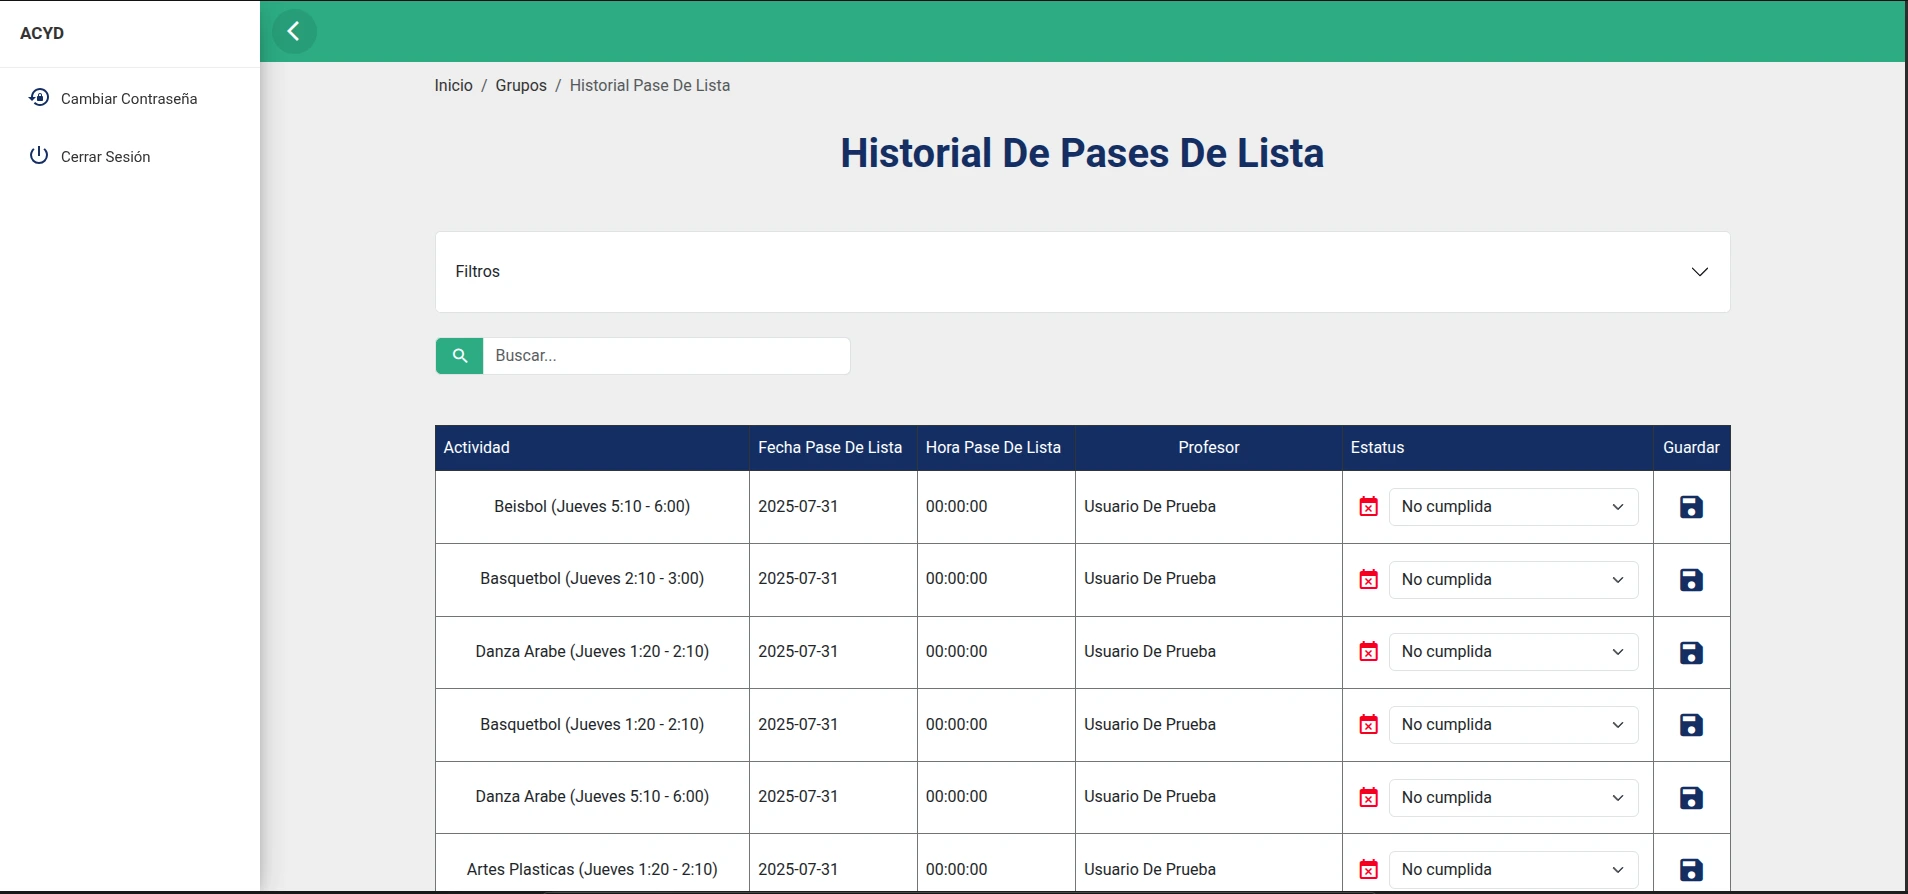 ACYD
Cambiar Contraseña
Cerrar Sesión
Inicio / Grupos / Historial Pase De Lista
Historial De Pases De Lista
Filtros
Buscar...
Actividad Fecha Pase De Lista Hora Pase De Lista Profesor Estatus Guardar
Beisbol (Jueves 5:10 - 6:00) 2025-07-31 00:00:00 Usuario De Prueba No cumplida
Basquetbol (Jueves 2:10 - 3:00) 2025-07-31 00:00:00 Usuario De Prueba No cumplida
Danza Arabe (Jueves 1:20 - 2:10) 2025-07-31 00:00:00 Usuario De Prueba No cumplida
Basquetbol (Jueves 1:20 - 2:10) 2025-07-31 00:00:00 Usuario De Prueba No cumplida
Danza Arabe (Jueves 5:10 - 6:00) 2025-07-31 00:00:00 Usuario De Prueba No cumplida
Artes Plasticas (Jueves 1:20 - 2:10) 2025-07-31 00:00:00 Usuario De Prueba No cumplida